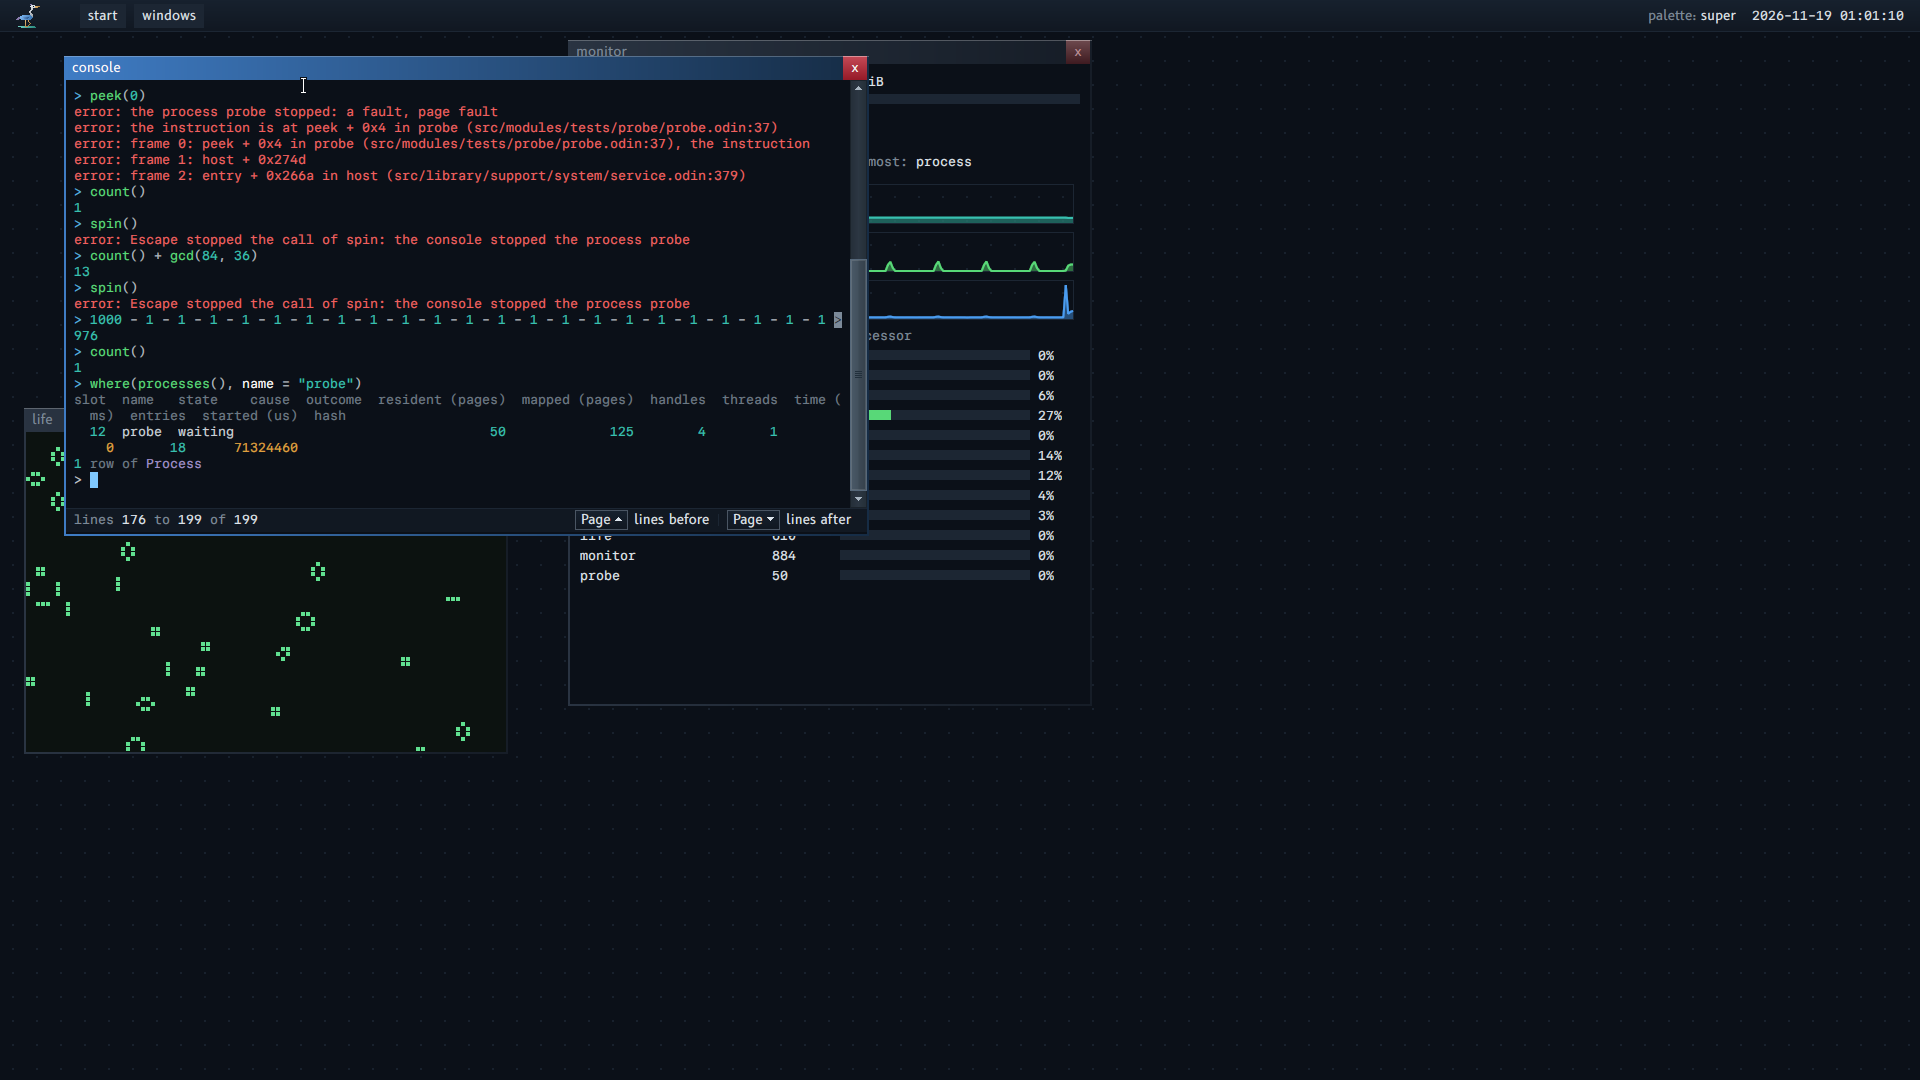 start windows palette: super 2026-11-19 01:01:10
monitor x
console x
> peek(0)
error: the process probe stopped: a fault, page fault
error: the instruction is at peek + 0x4 in probe (src/modules/tests/probe/probe.odin:37)
error: frame 0: peek + 0x4 in probe (src/modules/tests/probe/probe.odin:37), the instruction
error: frame 1: host + 0x274d
error: frame 2: entry + 0x266a in host (src/library/support/system/service.odin:379)
> count()
1
> spin()
error: Escape stopped the call of spin: the console stopped the process probe
> count() + gcd(84, 36)
13
> spin()
error: Escape stopped the call of spin: the console stopped the process probe
> 1000 - 1 - 1 - 1 - 1 - 1 - 1 - 1 - 1 - 1 - 1 - 1 - 1 - 1 - 1 - 1 - 1 - 1 - 1 - 1 - 1 - 1 - 1 >
976
> count()
1
> where(processes(), name = "probe")
slot name state cause outcome resident (pages) mapped (pages) handles threads time (
ms) entries started (us) hash
12 probe waiting 50 125 4 1
0 18 71324460
1 row of Process
>
lines 176 to 199 of 199 Page lines before Page lines after
iB
most: process
cessor
0%
0%
6%
27%
0%
14%
12%
4%
3%
life 610 0%
monitor 884 0%
probe 50 0%
life